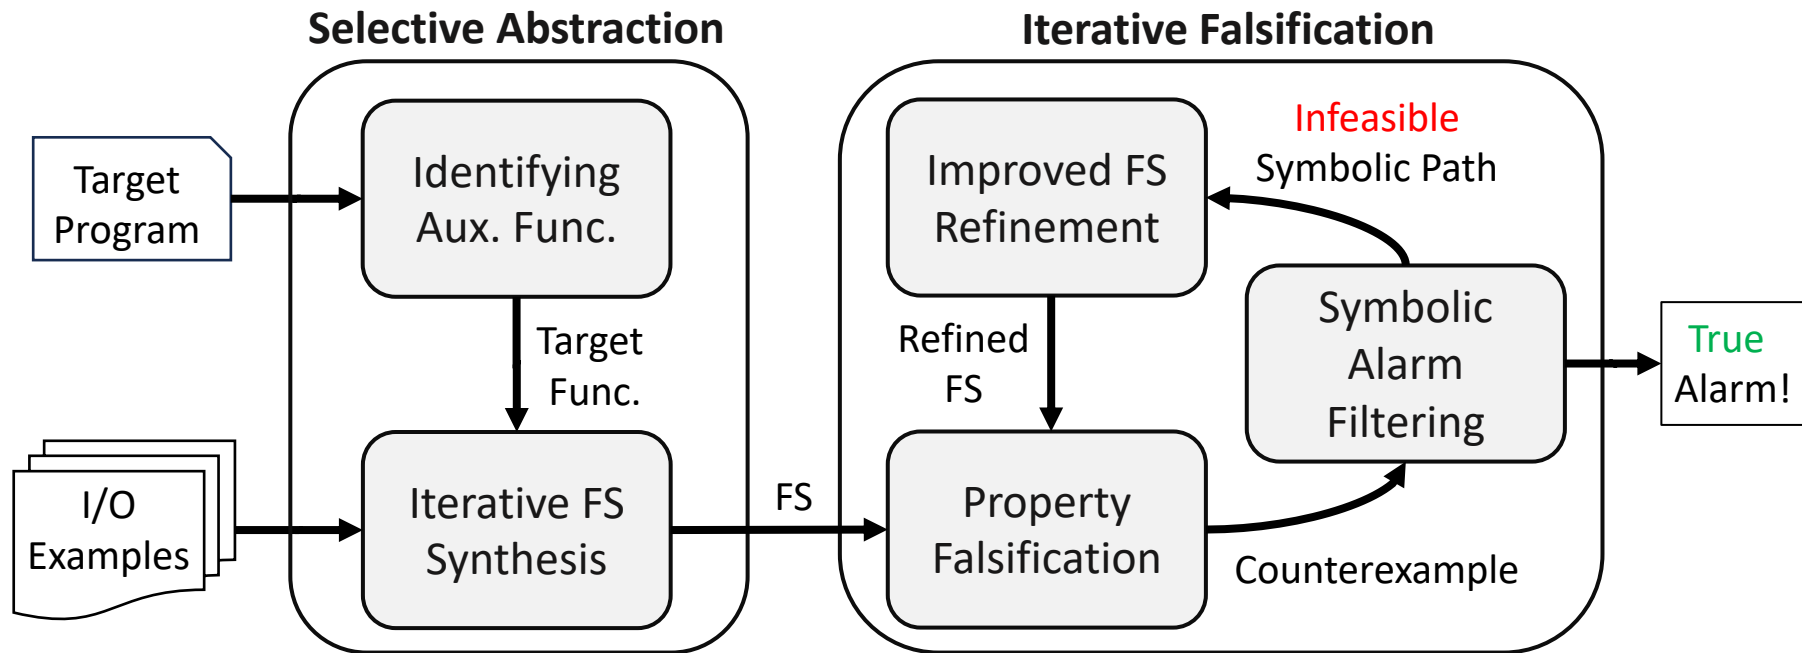 Selective Abstraction
Iterative Falsification
Target
Program
Identifying
Aux. Func.
Target
Func.
I/O
Examples
Iterative FS
Synthesis
FS
Improved FS
Refinement
Infeasible
Symbolic Path
Refined
FS
Property
Falsification
Counterexample
Symbolic
Alarm
Filtering
True
Alarm!